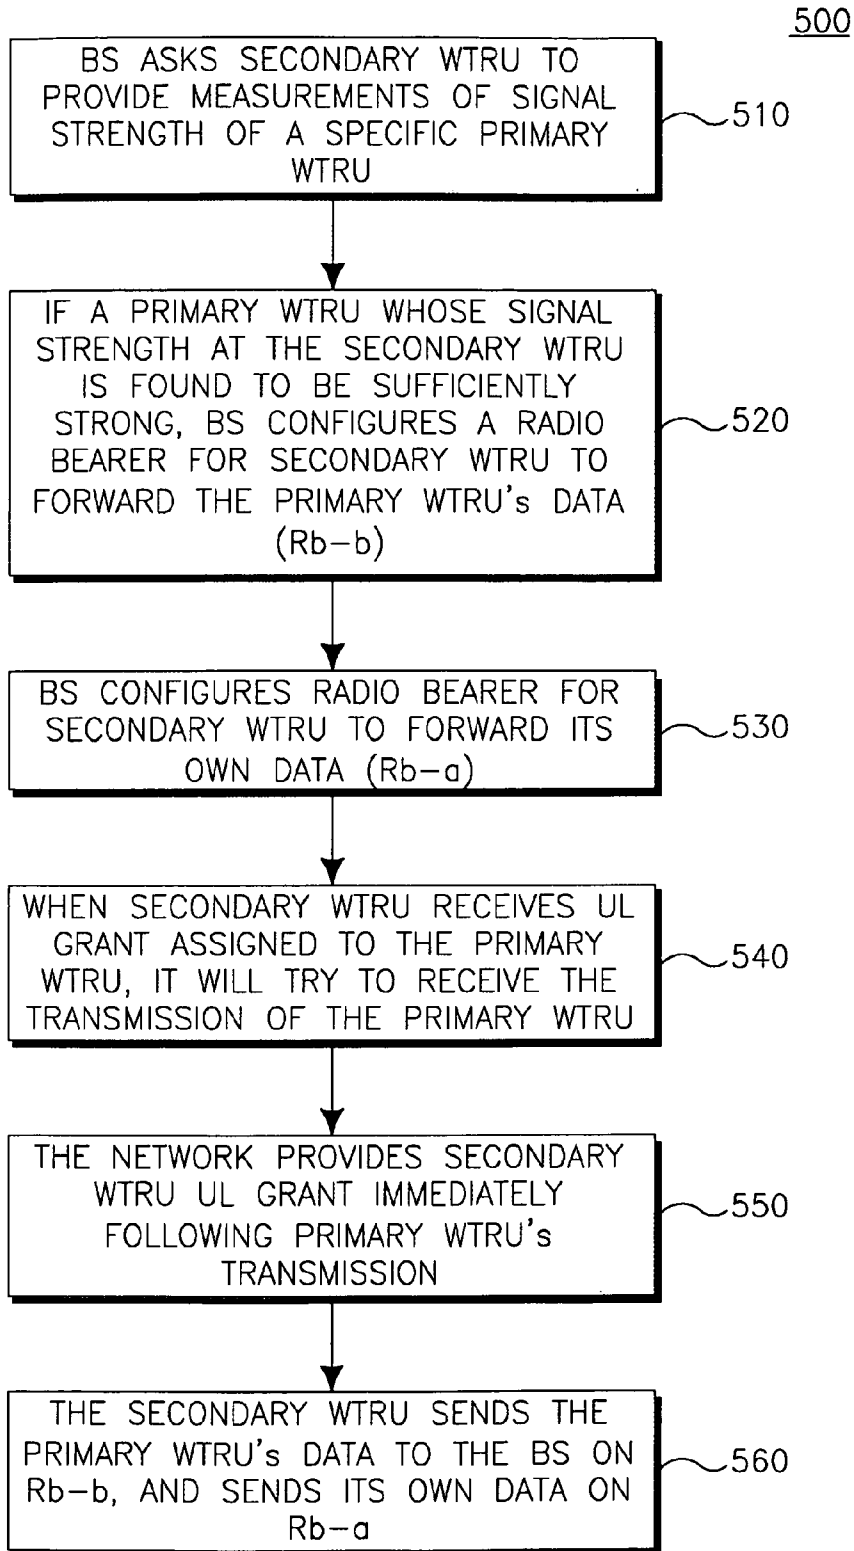 500
BS ASKS SECONDARY WTRU TO
PROVIDE MEASUREMENTS OF SIGNAL
STRENGTH OF A SPECIFIC PRIMARY
WTRU
510
IF A PRIMARY WTRU WHOSE SIGNAL
STRENGTH AT THE SECONDARY WTRU
IS FOUND TO BE SUFFICIENTLY
STRONG, BS CONFIGURES A RADIO
BEARER FOR SECONDARY WTRU TO
FORWARD THE PRIMARY WTRU's DATA
(Rb-b)
520
BS CONFIGURES RADIO BEARER FOR
SECONDARY WTRU TO FORWARD ITS
OWN DATA (Rb-a)
530
WHEN SECONDARY WTRU RECEIVES UL
GRANT ASSIGNED TO THE PRIMARY
WTRU, IT WILL TRY TO RECEIVE THE
TRANSMISSION OF THE PRIMARY WTRU
540
THE NETWORK PROVIDES SECONDARY
WTRU UL GRANT IMMEDIATELY
FOLLOWING PRIMARY WTRU's
TRANSMISSION
550
THE SECONDARY WTRU SENDS THE
PRIMARY WTRU's DATA TO THE BS ON
Rb-b, AND SENDS ITS OWN DATA ON
Rb-a
560